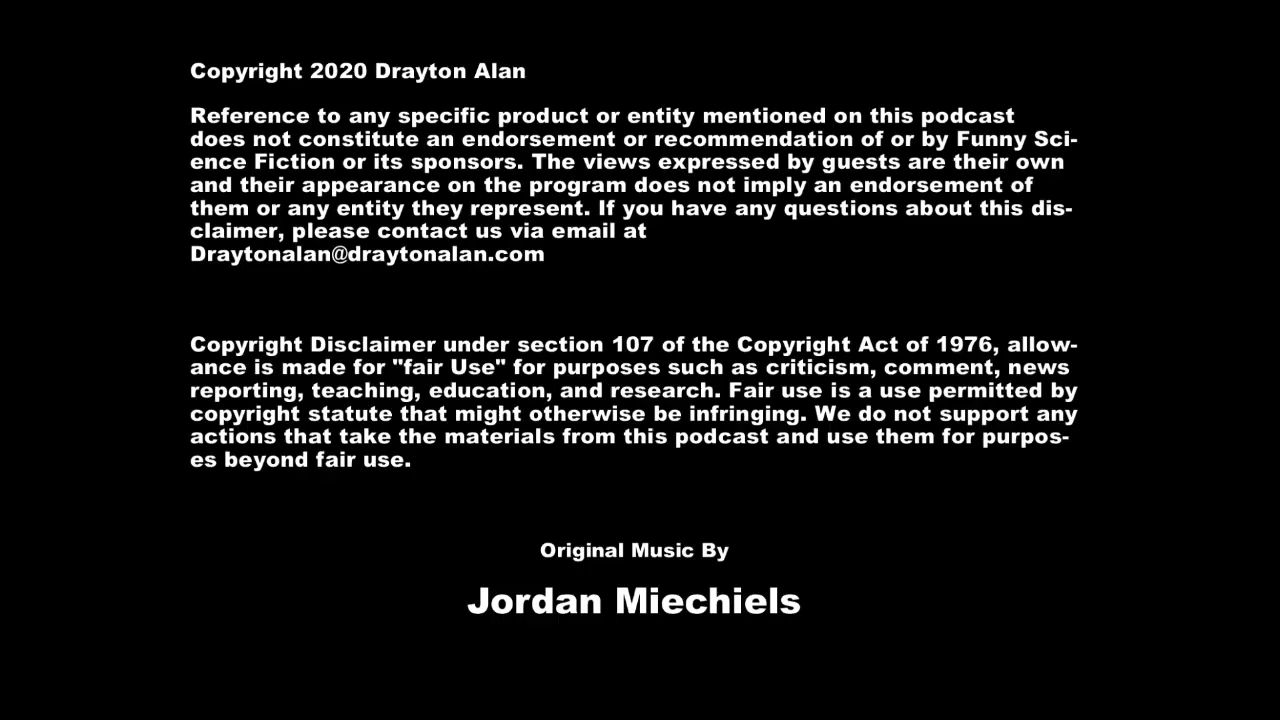 Copyright 2020 Drayton Alan
Reference to any specific product or entity mentioned on this podcast
does not constitute an endorsement or recommendation of or by Funny Sci-
ence Fiction or its sponsors. The views expressed by guests are their own
and their appearance on the program does not imply an endorsement of
them or any entity they represent. If you have any questions about this dis-
claimer, please contact us via email at
Draytonalan@draytonalan.com
Copyright Disclaimer under section 107 of the Copyright Act of 1976, allow-
ance is made for "fair Use" for purposes such as criticism, comment, news
reporting, teaching, education, and research. Fair use is a use permitted by
copyright statute that might otherwise be infringing. We do not support any
actions that take the materials from this podcast and use them for purpos-
es beyond fair use.
Original Music By
Jordan Miechiels